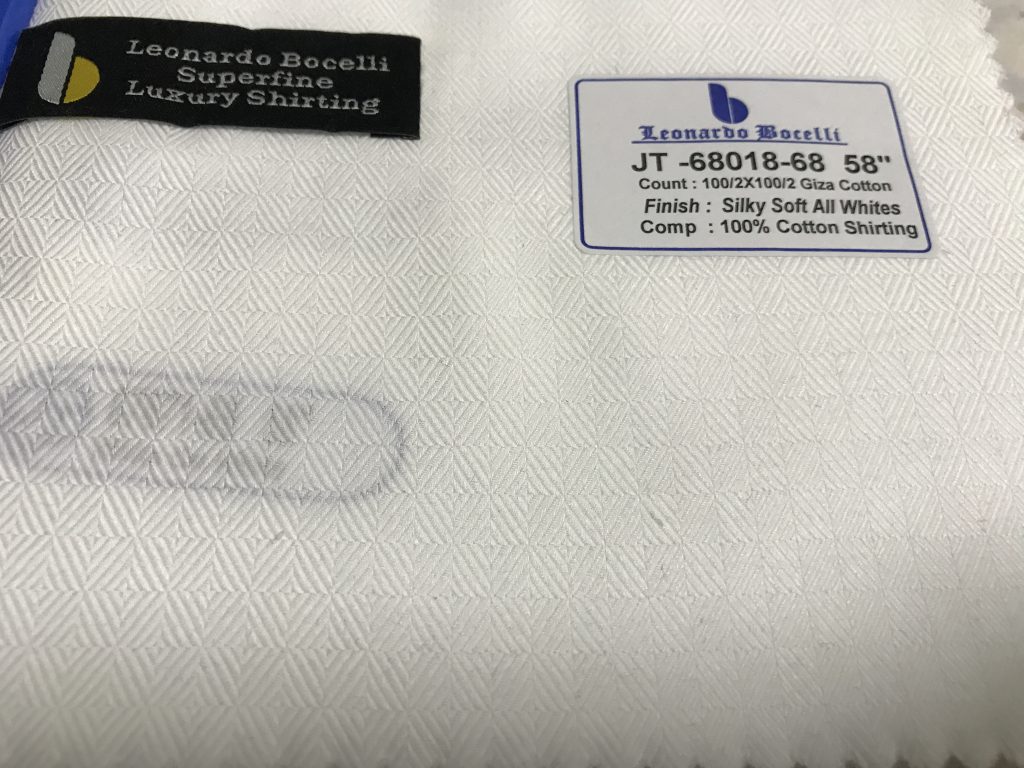 Leonardo Bocelli
Superfine
Luxury Shirting
Leonardo Bocelli
JT -68018-68 58"
Count : 100/2X100/2 Giza Cotton
Finish : Silky Soft All Whites
Comp : 100% Cotton Shirting